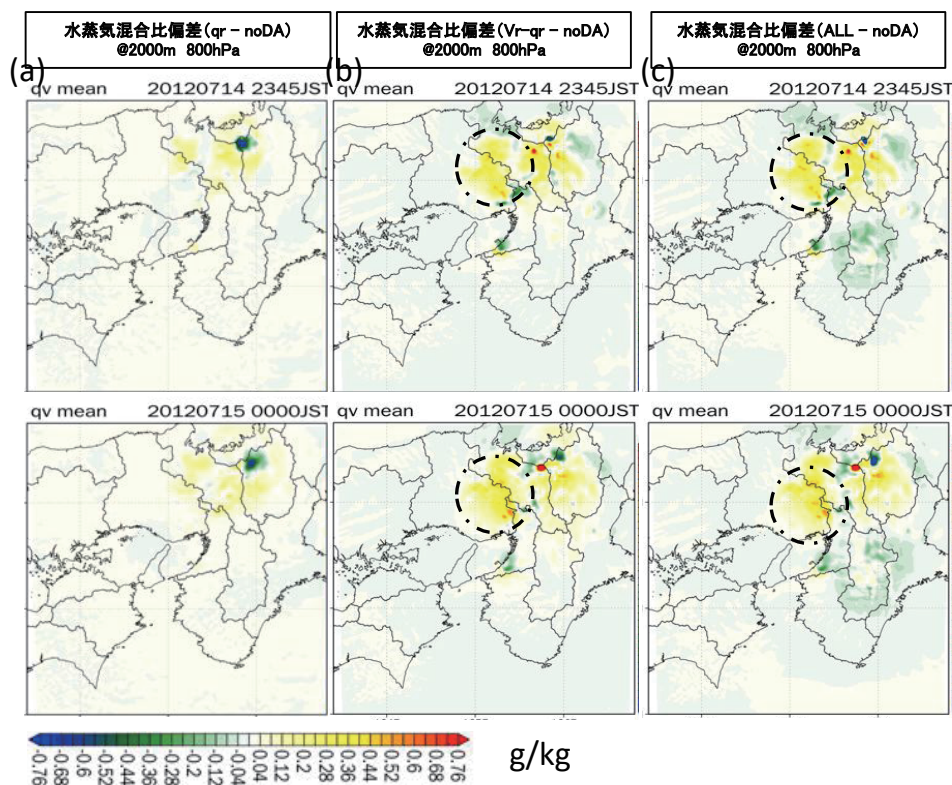 水蒸気混合比偏差(qr - noDA)
@2000m 800hPa
水蒸気混合比偏差(Vr-qr - noDA)
@2000m 800hPa
水蒸気混合比偏差(ALL - noDA)
@2000m 800hPa
(a)
(b)
(c)
qv mean 20120714 2345JST
qv mean 20120714 2345JST
qv mean 20120714 2345JST
qv mean 20120715 0000JST
qv mean 20120715 0000JST
qv mean 20120715 0000JST
-0.76
-0.68
-0.6
-0.52
-0.44
-0.36
-0.28
-0.2
-0.12
-0.04
0.04
0.12
0.2
0.28
0.36
0.44
0.52
0.6
0.68
0.76
g/kg